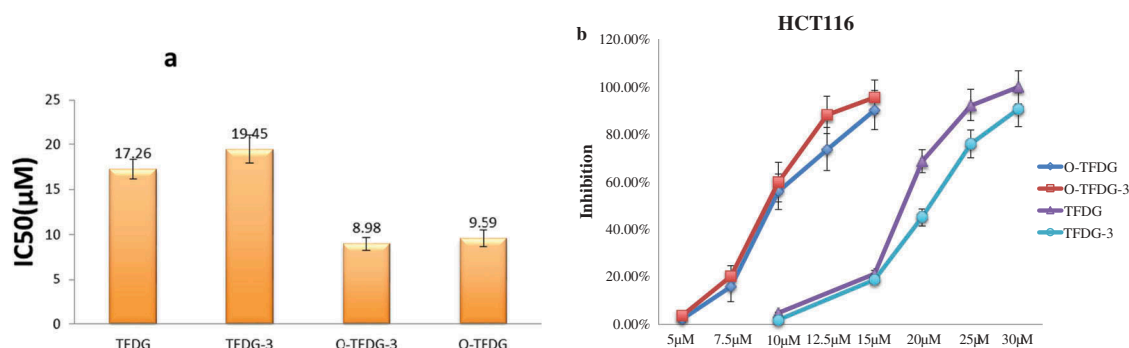 a
IC50(µM)
25
20
15
10
5
0
17.26
19.45
8.98
9.59
TFDG
TFDG-3
O-TFDG-3
O-TFDG
b
HCT116
Inhibition
120.00%
100.00%
80.00%
60.00%
40.00%
20.00%
0.00%
5µM 7.5µM 10µM 12.5µM 15µM 20µM 25µM 30µM
O-TFDG
O-TFDG-3
TFDG
TFDG-3